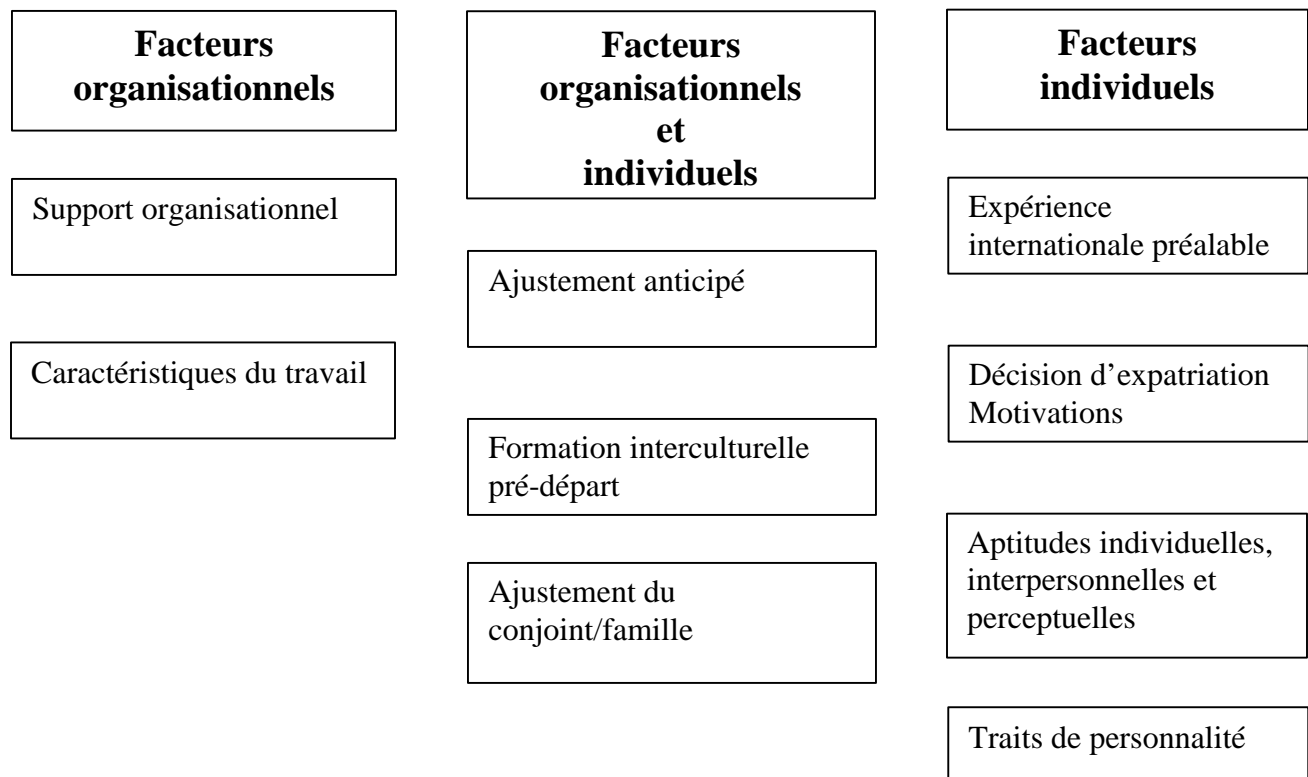 Facteurs
organisationnels
Support organisationnel
Caractéristiques du travail
Facteurs
organisationnels
et
individuels
Ajustement anticipé
Formation interculturelle
pré-départ
Ajustement du
conjoint/famille
Facteurs
individuels
Expérience
internationale préalable
Décision d’expatriation
Motivations
Aptitudes individuelles,
interpersonnelles et
perceptuelles
Traits de personnalité